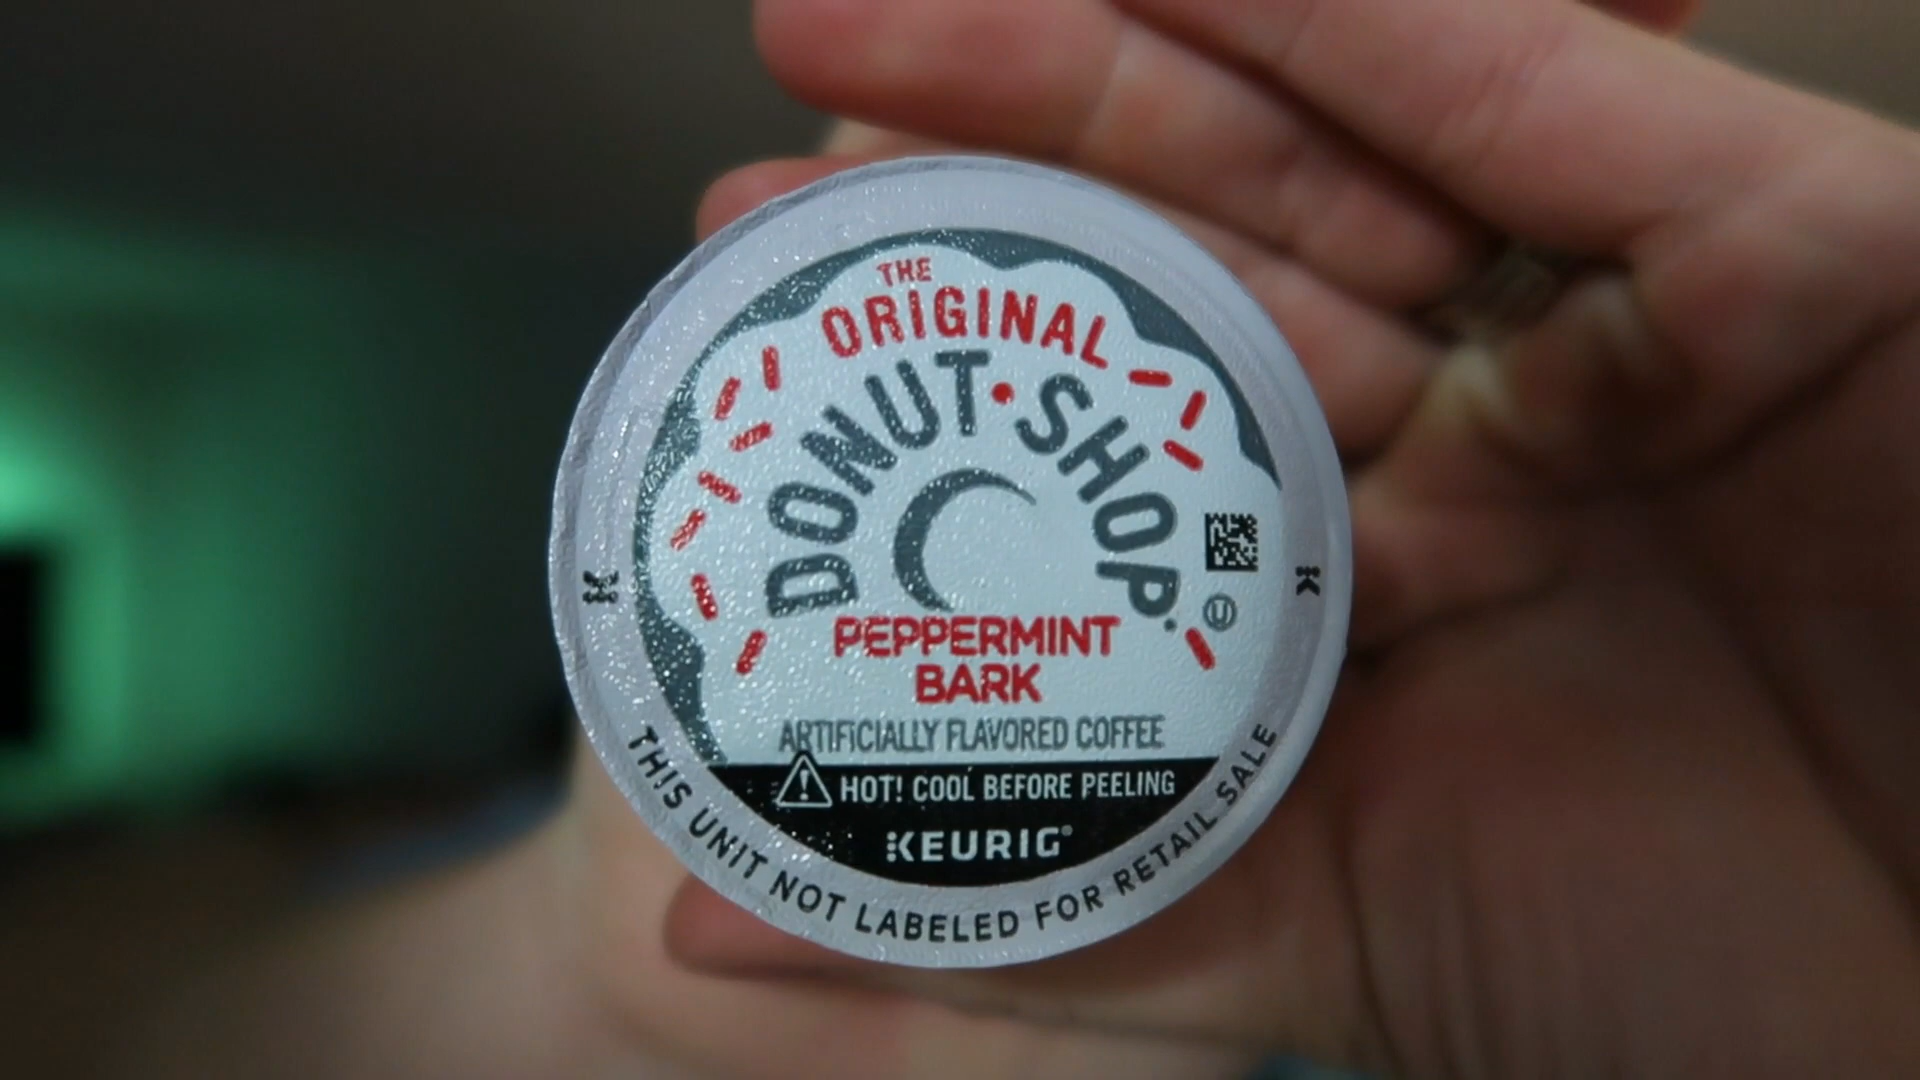 THE
ORIGINAL
DONUT • SHOP.
PEPPERMINT
BARK
ARTIFICIALLY FLAVORED COFFEE
HOT! COOL BEFORE PEELING
KEURIG®
THIS UNIT NOT LABELED FOR RETAIL SALE
K
K
U